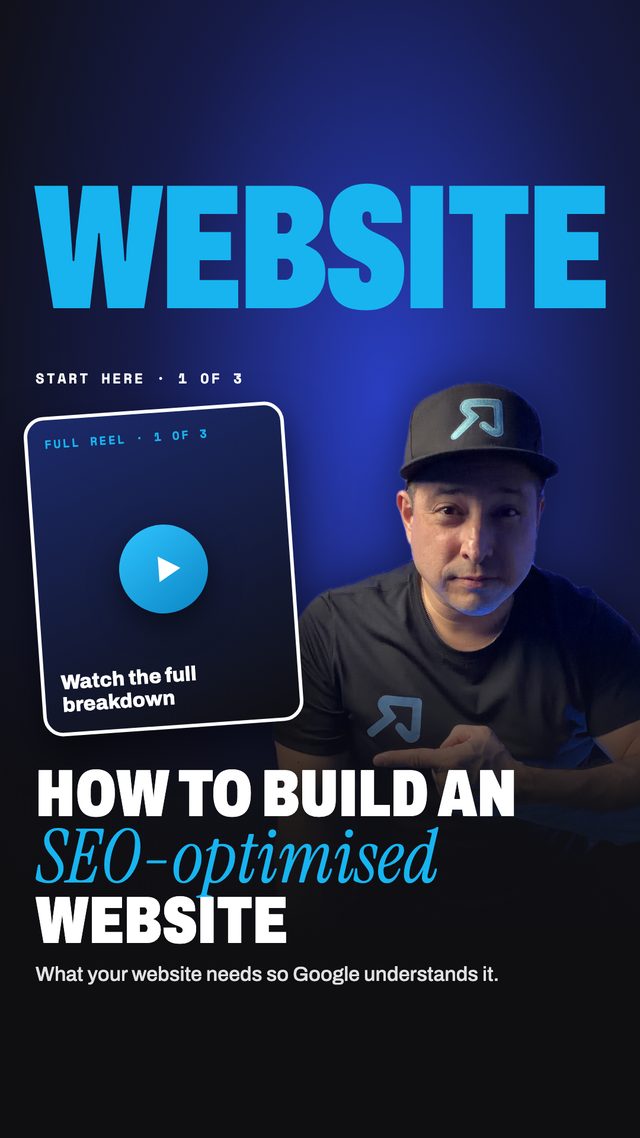 WEBSITE
START HERE · 1 OF 3
FULL REEL · 1 OF 3
Watch the full
breakdown
HOW TO BUILD AN
SEO-optimised
WEBSITE
What your website needs so Google understands it.